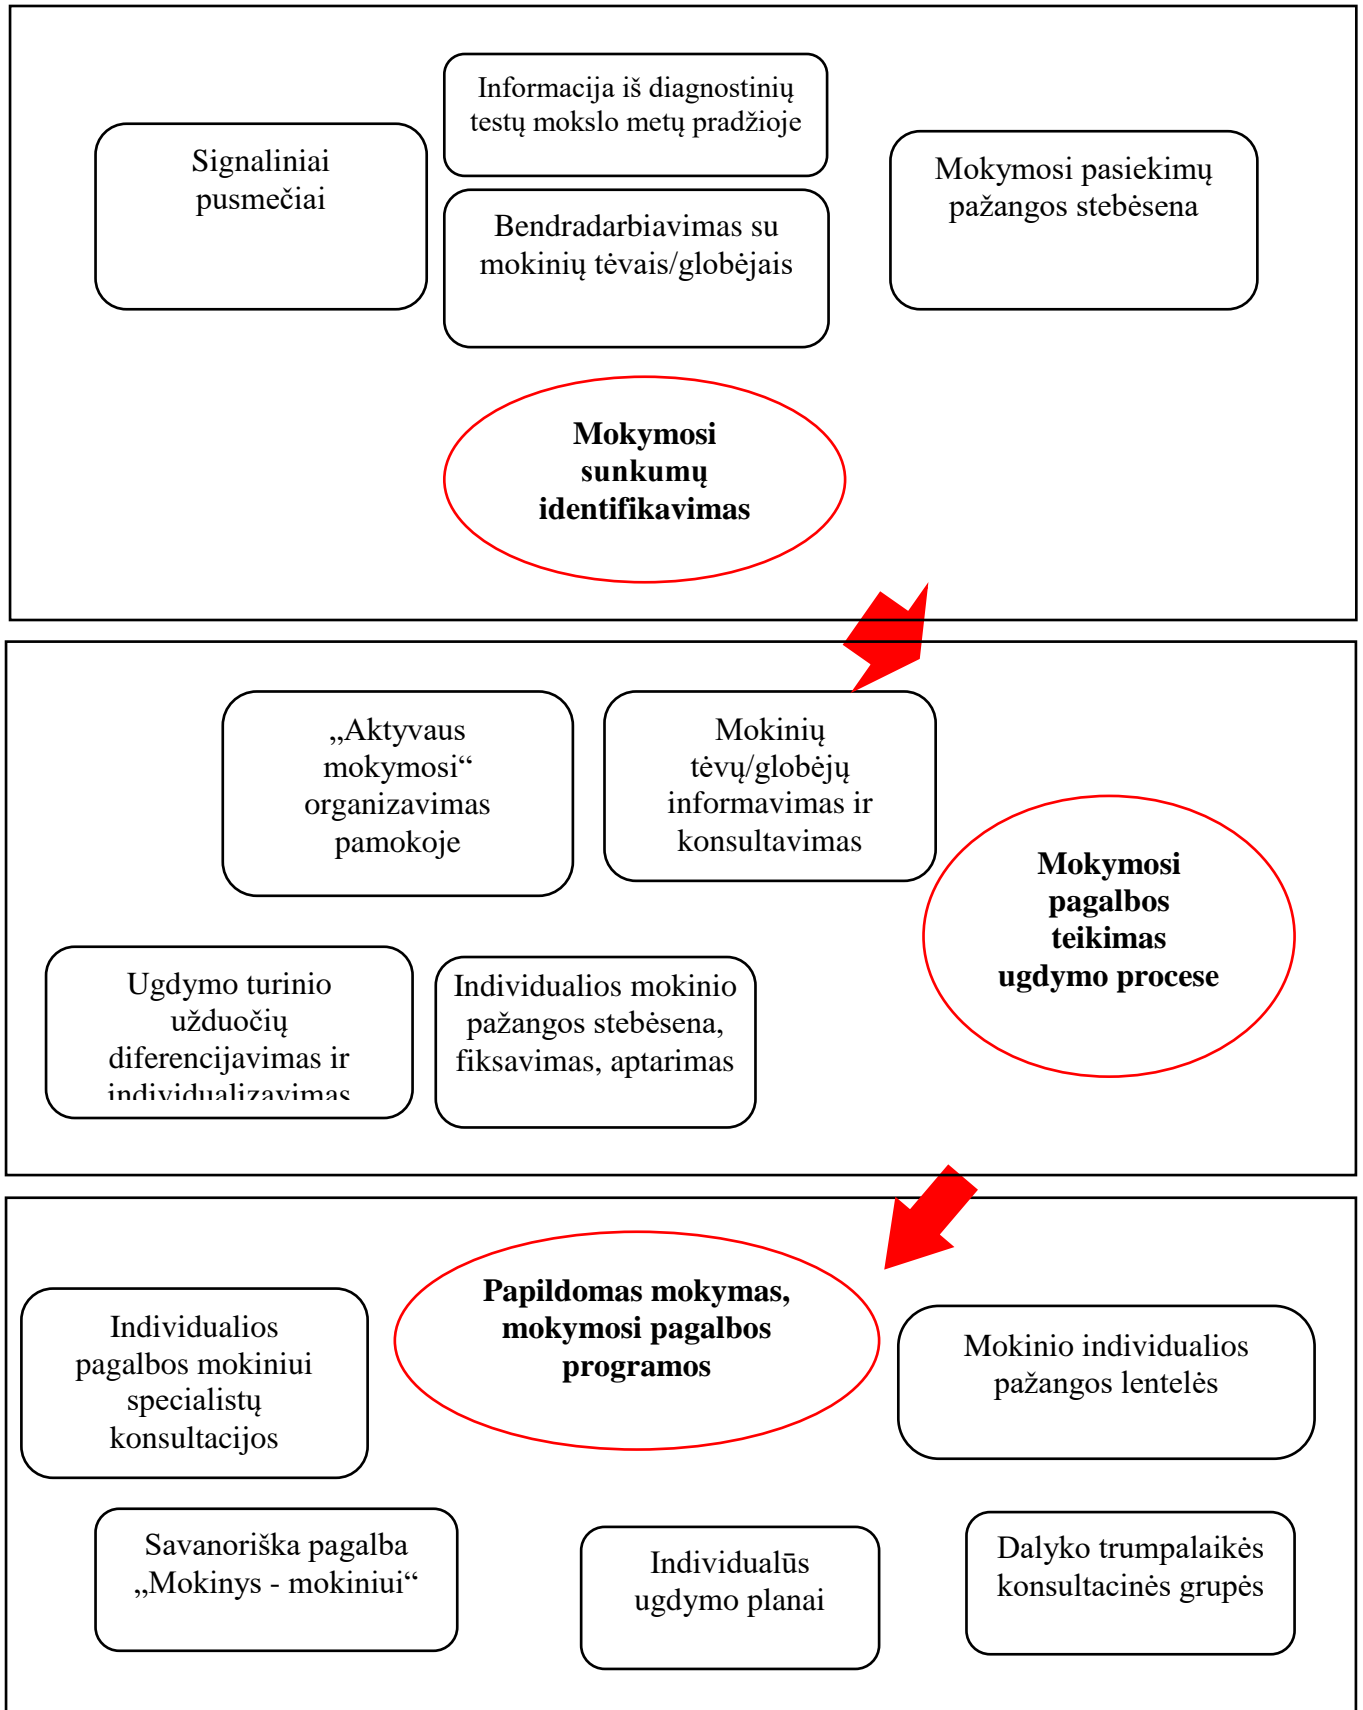 Informacija iš diagnostinių
testų mokslo metų pradžioje
Signaliniai
pusmečiai
Mokymosi pasiekimų
pažangos stebėsena
Bendradarbiavimas su
mokinių tėvais/globėjais
Mokymosi
sunkumų
identifikavimas
„Aktyvaus
mokymosi“
organizavimas
pamokoje
Mokinių
tėvų/globėjų
informavimas ir
konsultavimas
Mokymosi
pagalbos
teikimas
ugdymo procese
Ugdymo turinio
užduočių
diferencijavimas ir
individualizavimas
Individualios mokinio
pažangos stebėsena,
fiksavimas, aptarimas
Papildomas mokymas,
mokymosi pagalbos
programos
Individualios
pagalbos mokiniui
specialistų
konsultacijos
Mokinio individualios
pažangos lentelės
Savanoriška pagalba
„Mokinys - mokiniui“
Individualūs
ugdymo planai
Dalyko trumpalaikės
konsultacinės grupės